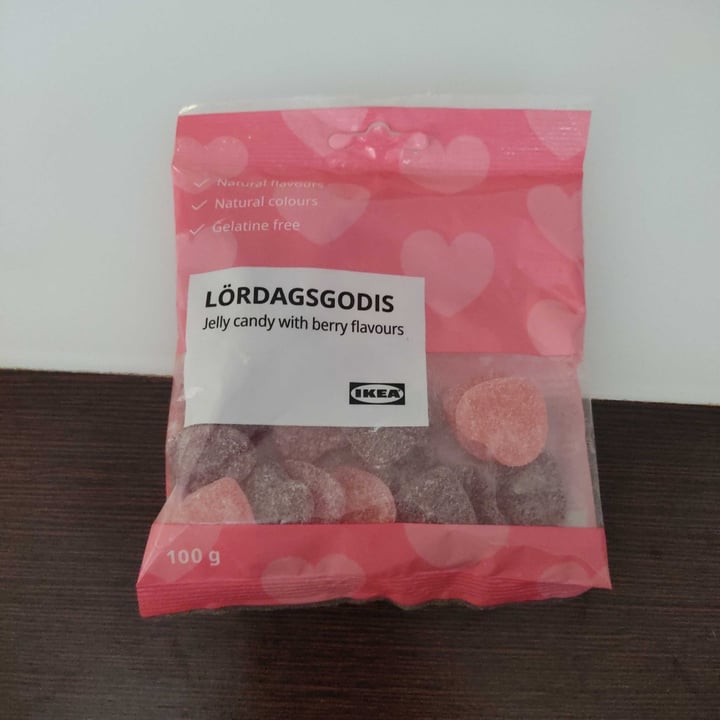 Natural flavours
Natural colours
Gelatine free
LÖRDAGSGODIS
Jelly candy with berry flavours
IKEA
100 g